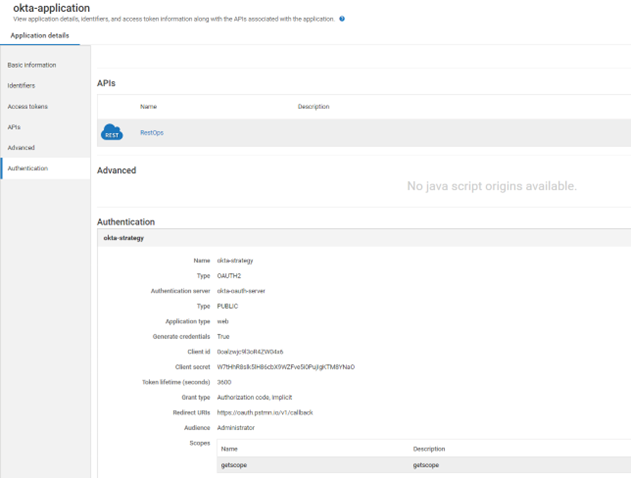 okta-application
View application details, identifiers, and access token information along with the APIs associated with the application. ?
Application details
Basic information
Identifiers
Access tokens
APIs
Advanced
Authentication
APIs
Name Description
REST RestOps
Advanced
No java script origins available.
Authentication
okta-strategy
Name okta-strategy
Type OAUTH2
Authentication server okta-oauth-server
Type PUBLIC
Application type web
Generate credentials True
Client id
Client secret
Token lifetime (seconds) 3600
Grant type Authorization code, Implicit
Redirect URIs https://oauth.pstmn.io/v1/callback
Audience Administrator
Scopes
Name Description
getscope getscope